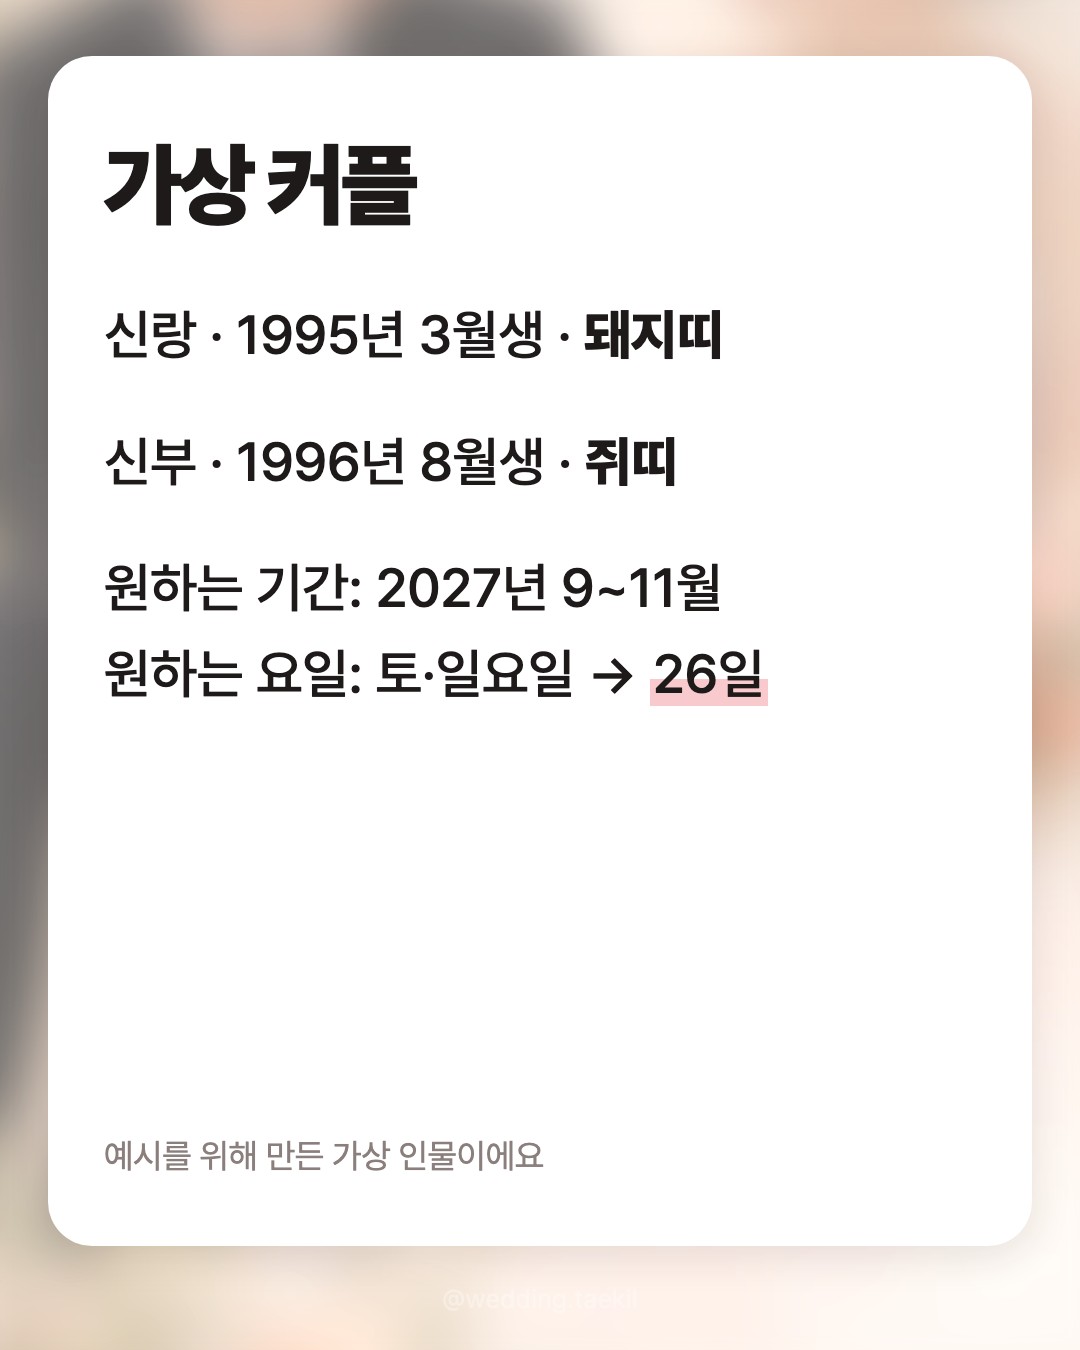 가상 커플
신랑 · 1995년 3월생 · 돼지띠
신부 · 1996년 8월생 · 쥐띠
원하는 기간: 2027년 9~11월
원하는 요일: 토·일요일 → 26일
예시를 위해 만든 가상 인물이에요